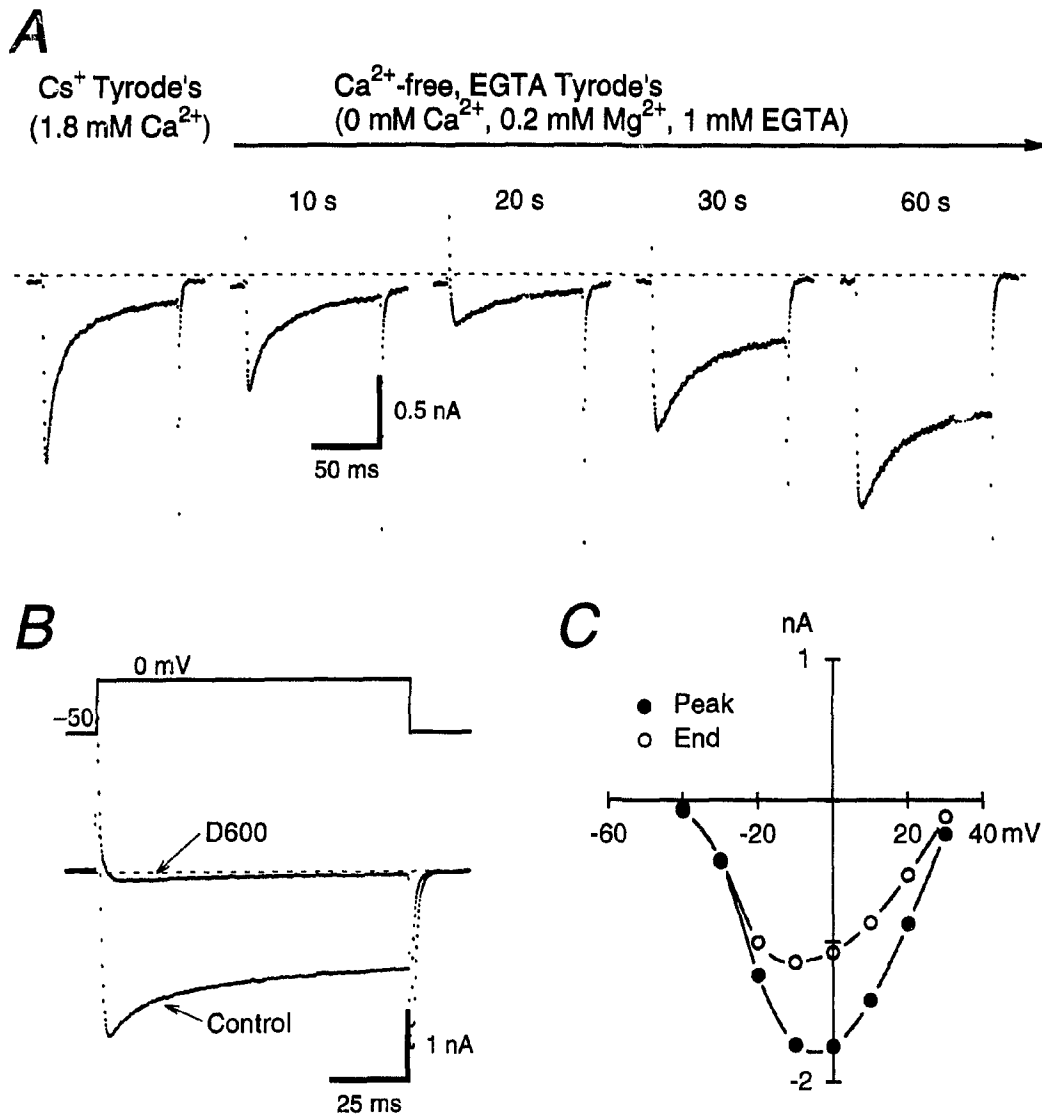 A
Cs+ Tyrode's
(1.8 mM Ca2+)
Ca2+-free, EGTA Tyrode's
(0 mM Ca2+, 0.2 mM Mg2+, 1 mM EGTA)
10 s
20 s
30 s
60 s
0.5 nA
50 ms
B
0 mV
−50
D600
Control
1 nA
25 ms
C
nA
1
Peak
End
-60
-20
20
40 mV
-2